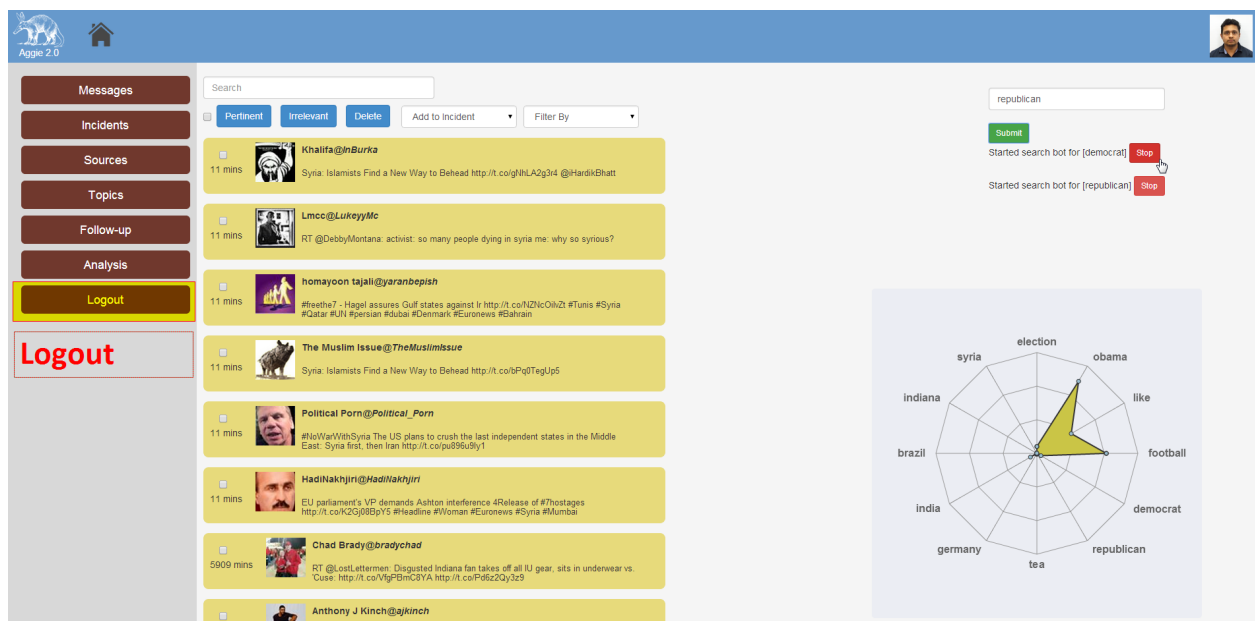 Aggie 2.0
Messages
Incidents
Sources
Topics
Follow-up
Analysis
Logout
Logout
Search
Pertinent
Irrelevant
Delete
Add to Incident
Filter By
Khalifa@InBurka
11 mins
Syria: Islamists Find a New Way to Behead http://t.co/gNhLA2g3r4 @iHardikBhatt
Lmcc@LukeyyMc
11 mins
RT @DebbyMontana: activist: so many people dying in syria me: why so syrious?
homayoon tajali@yaranbepish
11 mins
#freethe7 - Hagel assures Gulf states against Ir http://t.co/NZNcOilvZt #Tunis #Syria
#Qatar #UN #persian #dubai #Denmark #Euronews #Bahrain
The Muslim Issue@TheMuslimIssue
11 mins
Syria: Islamists Find a New Way to Behead http://t.co/bPq0TegUp5
Political Porn@Political_Porn
11 mins
#NoWarWithSyria The US plans to crush the last independent states in the Middle
East: Syria first, then Iran http://t.co/pu896u9ly1
HadiNakhjiri@HadiNakhjiri
11 mins
EU parliament's VP demands Ashton interference 4Release of #7hostages
http://t.co/K2Gj08BpY5 #Headline #Woman #Euronews #Syria #Mumbai
Chad Brady@bradychad
5909 mins
RT @LostLettermen: Disgusted Indiana fan takes off all IU gear, sits in underwear vs.
'Cuse: http://t.co/VfgPBmC8YA http://t.co/Pd6z2Qy3z9
Anthony J Kinch@ajkinch
republican
Submit
Started search bot for [democrat] Stop
Started search bot for [republican] Stop
election
syria
obama
indiana
like
brazil
football
india
democrat
germany
republican
tea